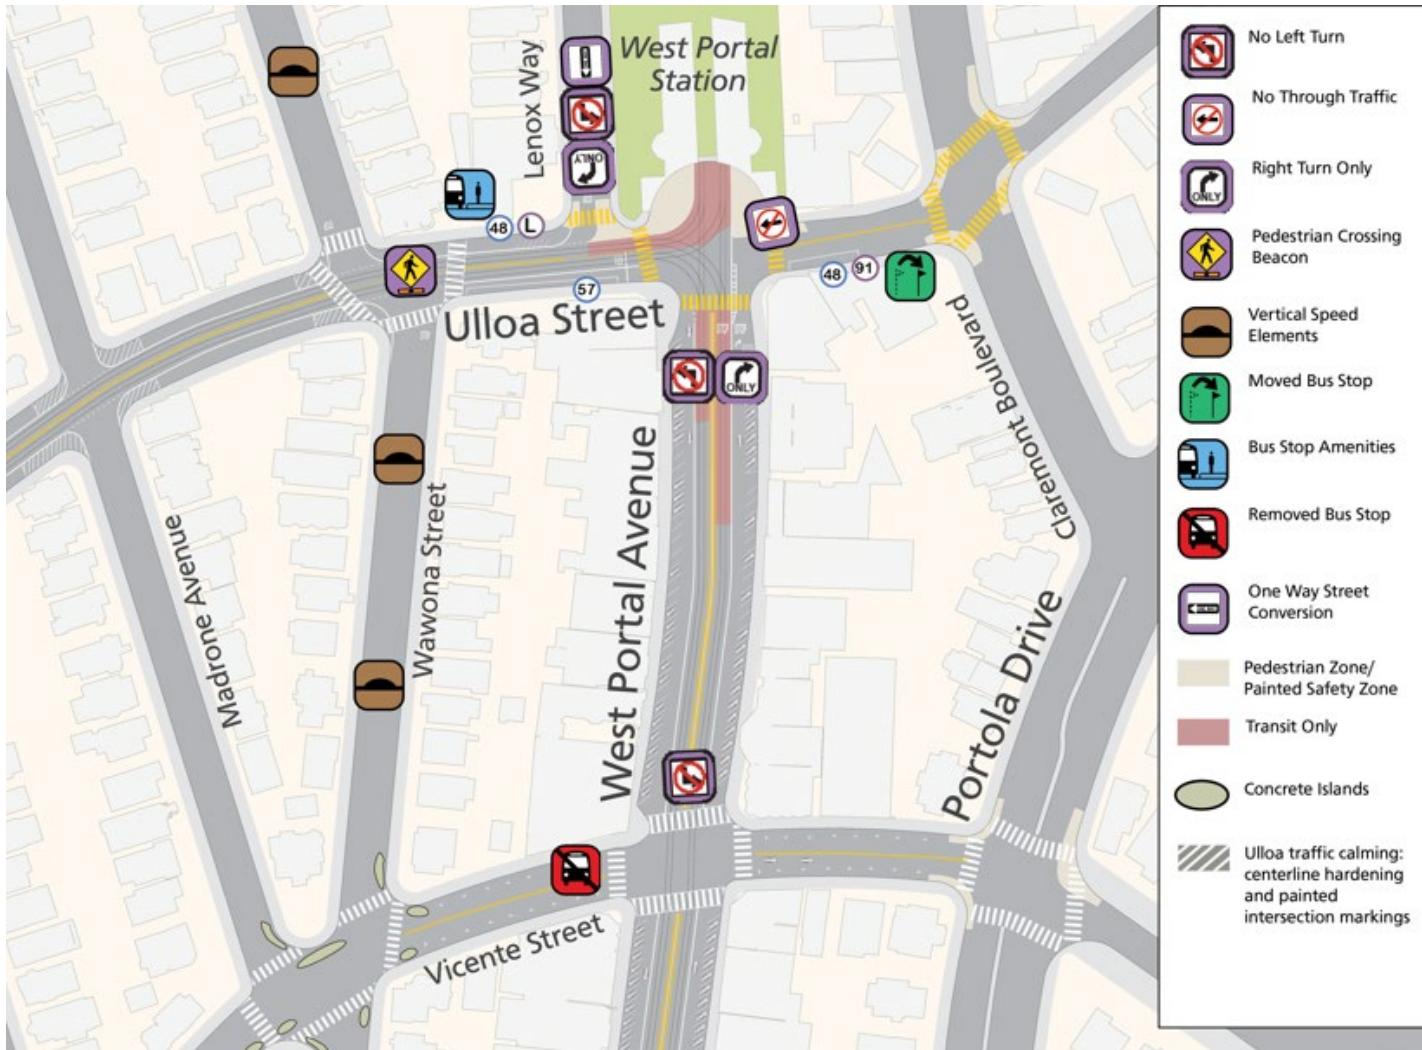 West Portal
Station
Lenox Way
ONLY
48
L
57
48
91
Ulloa Street
ONLY
Claremont Boulevard
West Portal Avenue
Wawona Street
Madrone Avenue
Portola Drive
Vicente Street
No Left Turn
No Through Traffic
ONLY
Right Turn Only
Pedestrian Crossing
Beacon
Vertical Speed
Elements
Moved Bus Stop
Bus Stop Amenities
Removed Bus Stop
One Way Street
Conversion
Pedestrian Zone/
Painted Safety Zone
Transit Only
Concrete Islands
Ulloa traffic calming:
centerline hardening
and painted
intersection markings